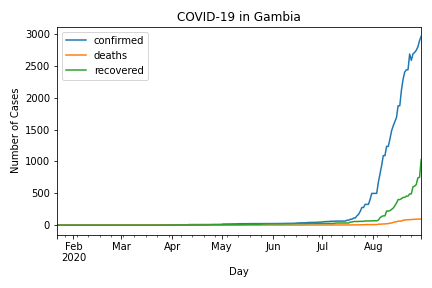 COVID-19 in Gambia
confirmed
deaths
recovered
Number of Cases
3000
2500
2000
1500
1000
500
0
Feb Mar Apr May Jun Jul Aug
2020
Day